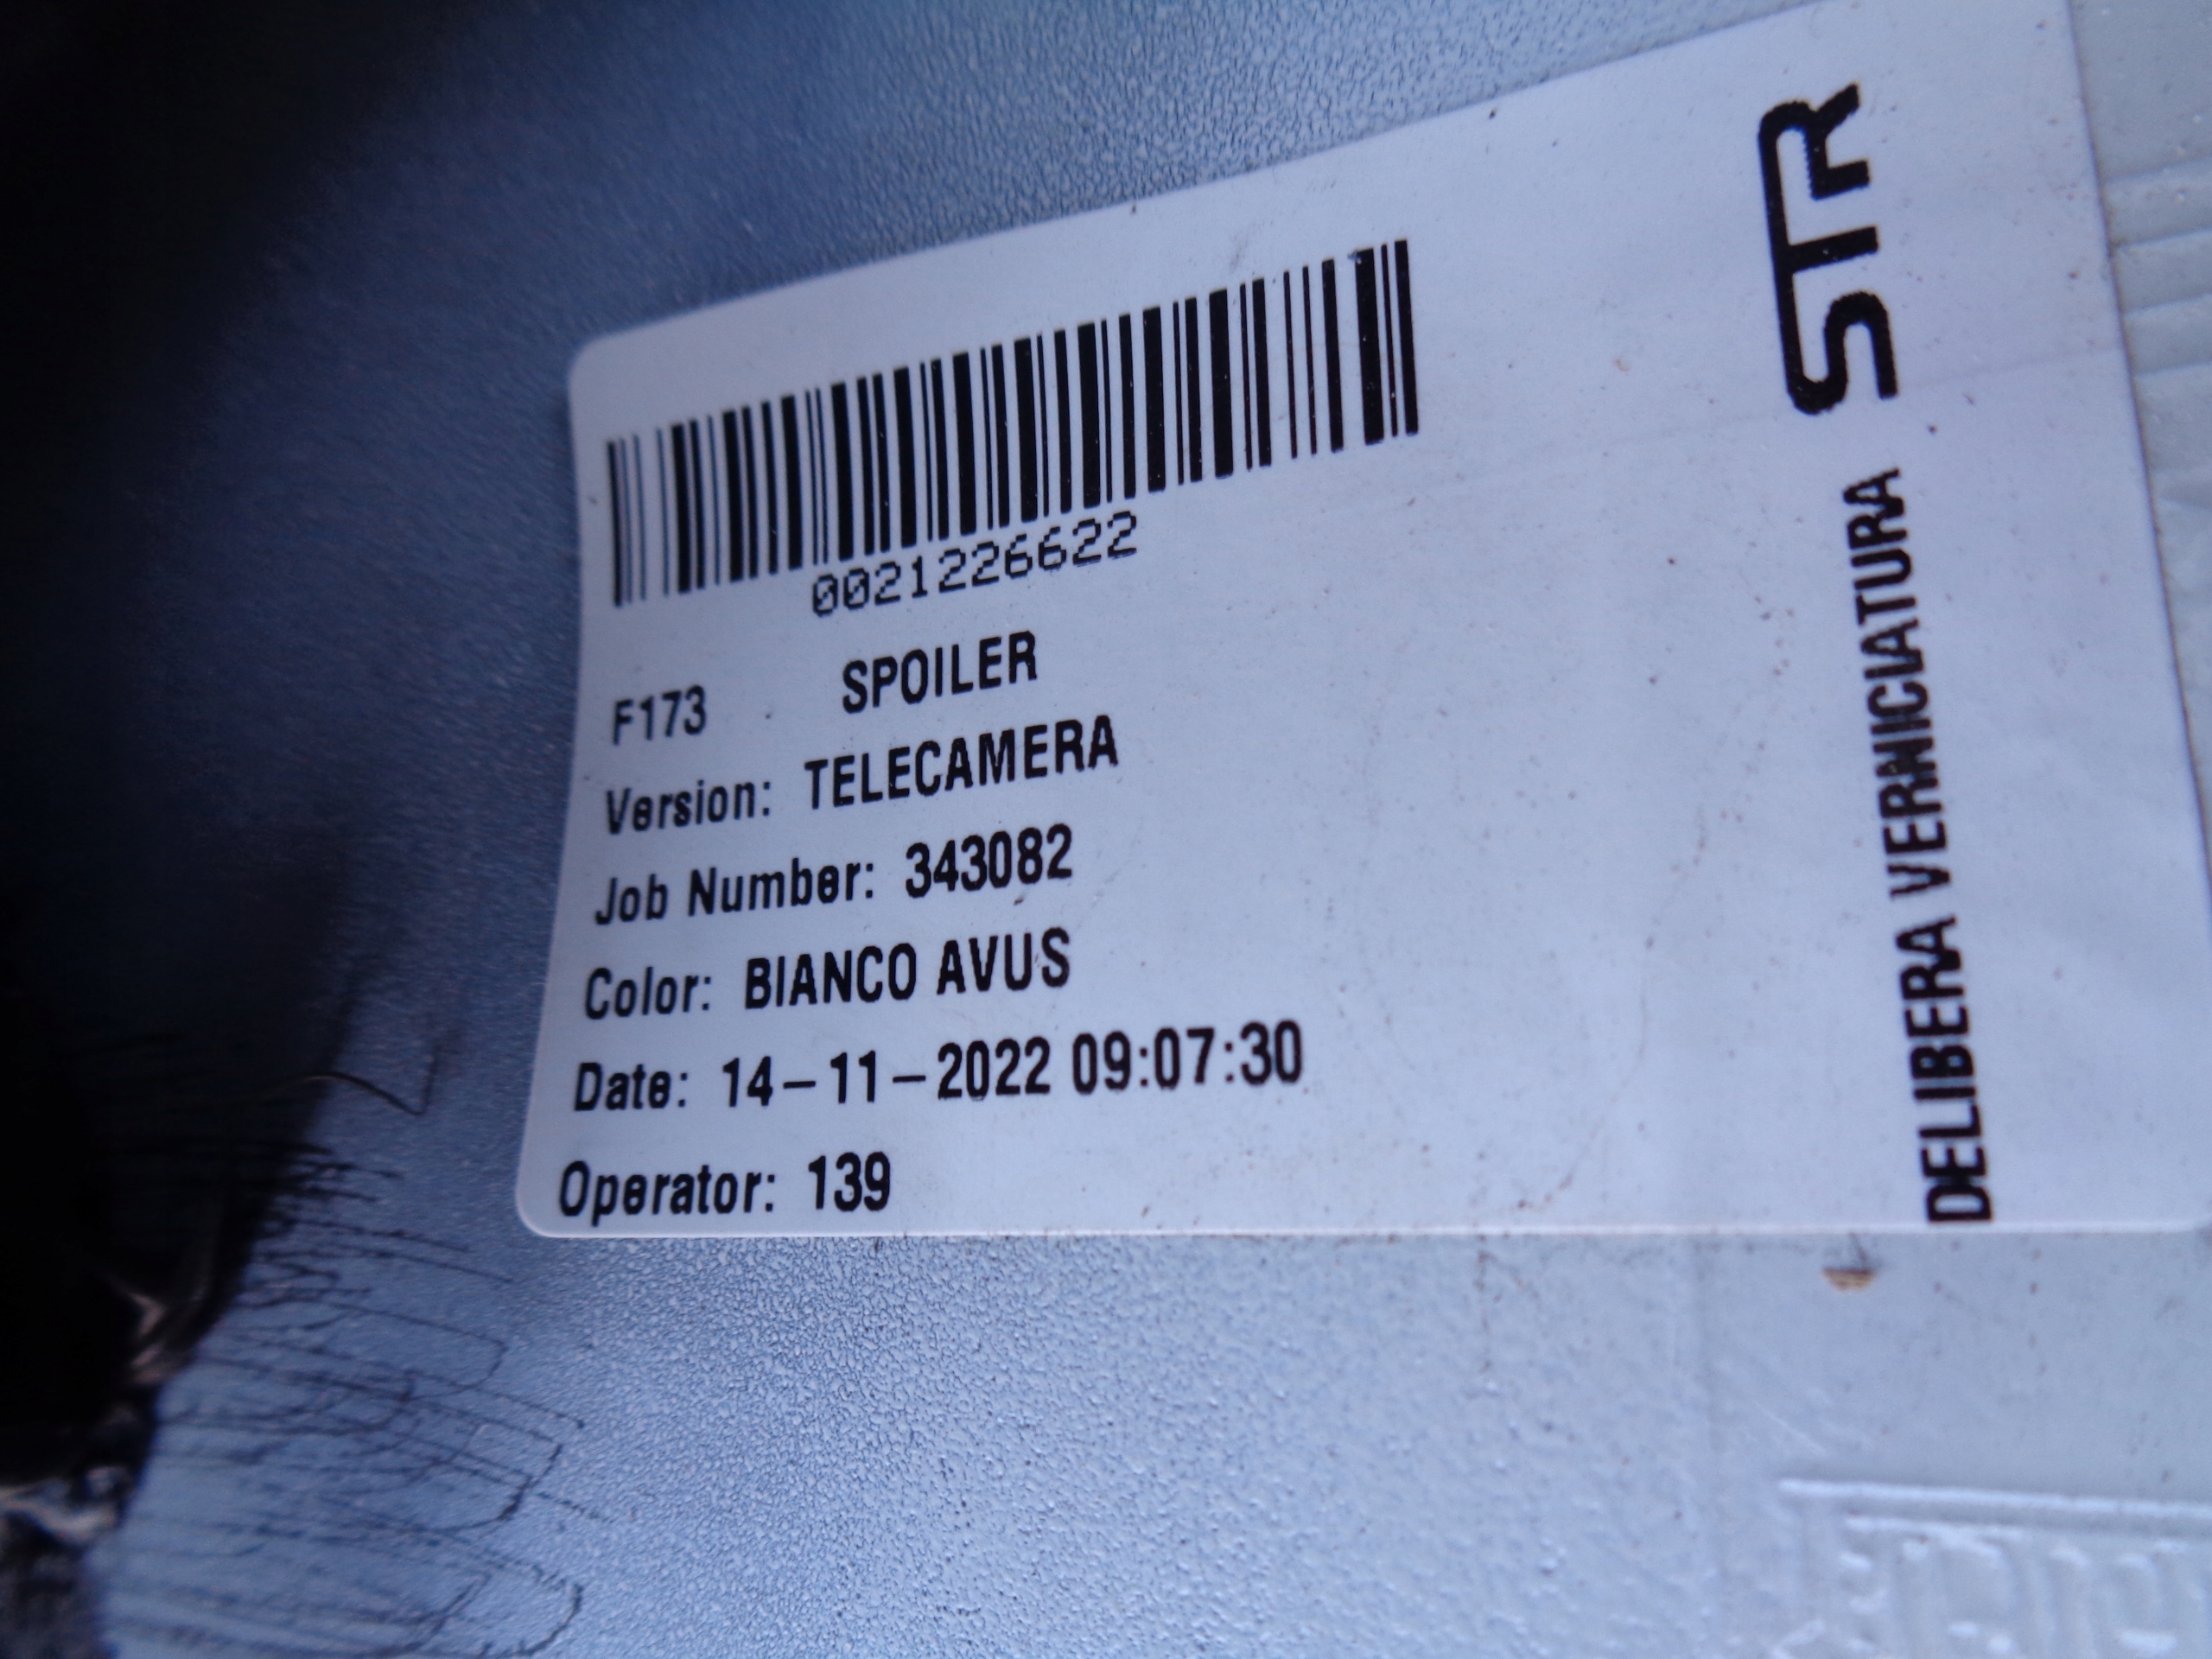 0021226622
F173 SPOILER
Version: TELECAMERA
Job Number: 343082
Color: BIANCO AVUS
Date: 14-11-2022 09:07:30
Operator: 139
DELIBERA VERNICIATURA STR